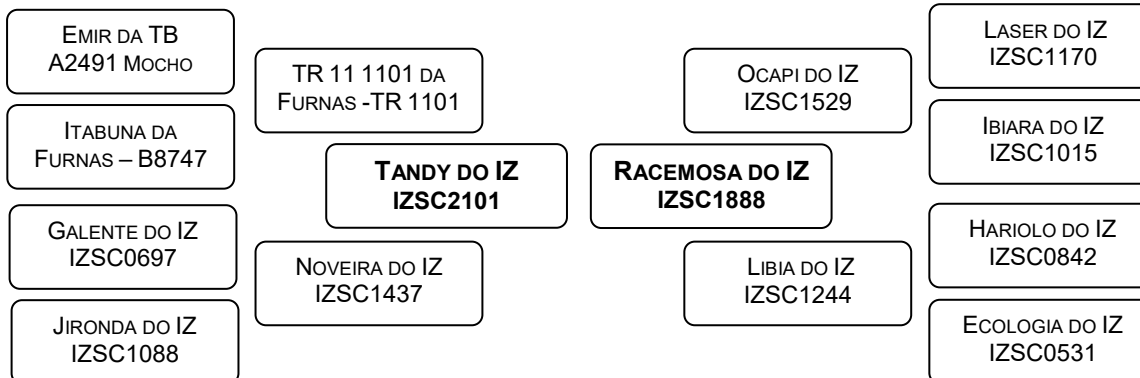 EMIR DA TB
A2491 MOCHO
ITABUNA DA
FURNAS – B8747
GALENTE DO IZ
IZSC0697
JIRONDA DO IZ
IZSC1088
TR 11 1101 DA
FURNAS -TR 1101
NOVEIRA DO IZ
IZSC1437
TANDY DO IZ
IZSC2101
RACEMOSA DO IZ
IZSC1888
OCAPI DO IZ
IZSC1529
LIBIA DO IZ
IZSC1244
LASER DO IZ
IZSC1170
IBIARA DO IZ
IZSC1015
HARIOLO DO IZ
IZSC0842
ECOLOGIA DO IZ
IZSC0531